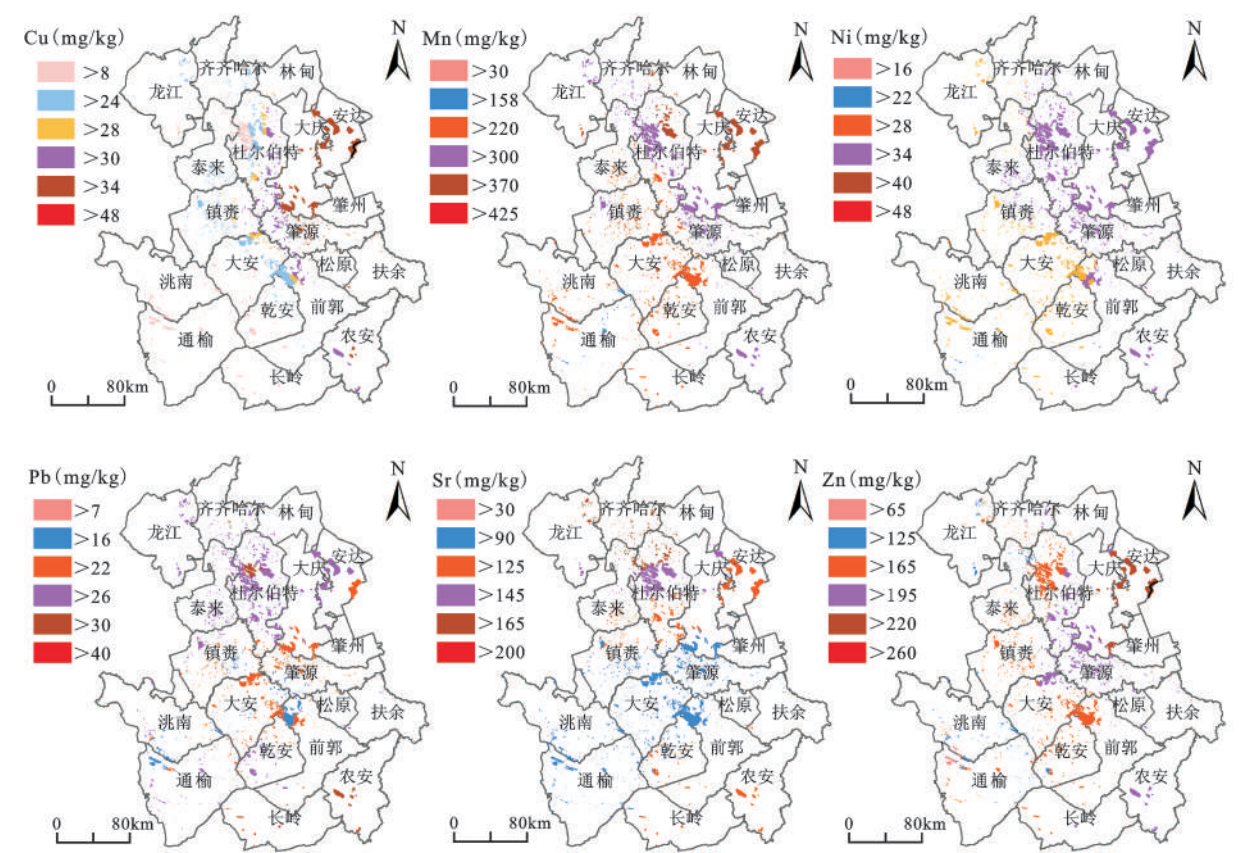 Cu(mg/kg)
>8
>24
>28
>30
>34
>48
N
龙江
齐齐哈尔
林甸
安达
大庆
杜尔伯特
泰来
镇赉
肇州
肇源
大安
松原
扶余
洮南
乾安
前郭
通榆
农安
长岭
0 80km
Mn(mg/kg)
>30
>158
>220
>300
>370
>425
N
龙江
齐齐哈尔
林甸
安达
大庆
杜尔伯特
泰来
镇赉
肇州
肇源
大安
松原
扶余
洮南
乾安
前郭
通榆
农安
长岭
0 80km
Ni(mg/kg)
>16
>22
>28
>34
>40
>48
N
龙江
齐齐哈尔
林甸
安达
大庆
杜尔伯特
泰来
镇赉
肇州
肇源
大安
松原
扶余
洮南
乾安
前郭
通榆
农安
长岭
0 80km
Pb(mg/kg)
>7
>16
>22
>26
>30
>40
N
龙江
齐齐哈尔
林甸
安达
大庆
杜尔伯特
泰来
镇赉
肇州
肇源
大安
松原
扶余
洮南
乾安
前郭
通榆
农安
长岭
0 80km
Sr(mg/kg)
>30
>90
>125
>145
>165
>200
N
龙江
齐齐哈尔
林甸
安达
大庆
杜尔伯特
泰来
镇赉
肇州
肇源
大安
松原
扶余
洮南
乾安
前郭
通榆
农安
长岭
0 80km
Zn(mg/kg)
>65
>125
>165
>195
>220
>260
N
龙江
齐齐哈尔
林甸
安达
大庆
杜尔伯特
泰来
镇赉
肇州
肇源
大安
松原
扶余
洮南
乾安
前郭
通榆
农安
长岭
0 80km